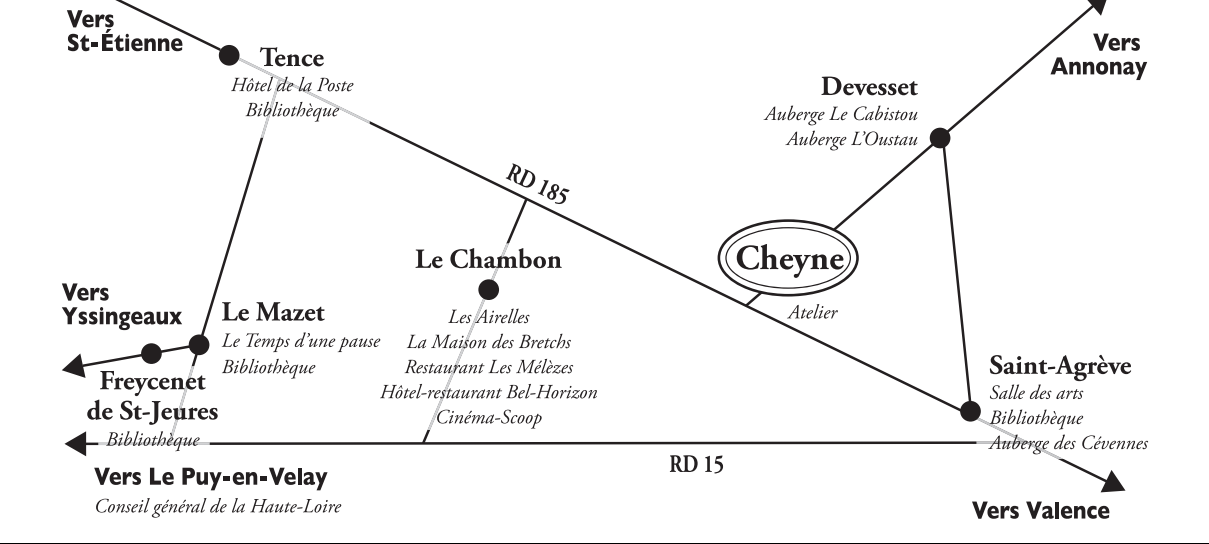 Vers
St-Étienne
Tence
Hôtel de la Poste
Bibliothèque
Vers
Annonay
Devesset
Auberge Le Cabistou
Auberge L’Oustau
RD 185
Le Chambon
Les Airelles
La Maison des Bretchs
Restaurant Les Mélèzes
Hôtel-restaurant Bel-Horizon
Cinéma-Scoop
Cheyne
Atelier
Vers
Yssingeaux
Le Mazet
Le Temps d’une pause
Bibliothèque
Freycenet
de St-Jeures
Bibliothèque
Saint-Agrève
Salle des arts
Bibliothèque
Auberge des Cévennes
RD 15
Vers Le Puy-en-Velay
Conseil général de la Haute-Loire
Vers Valence